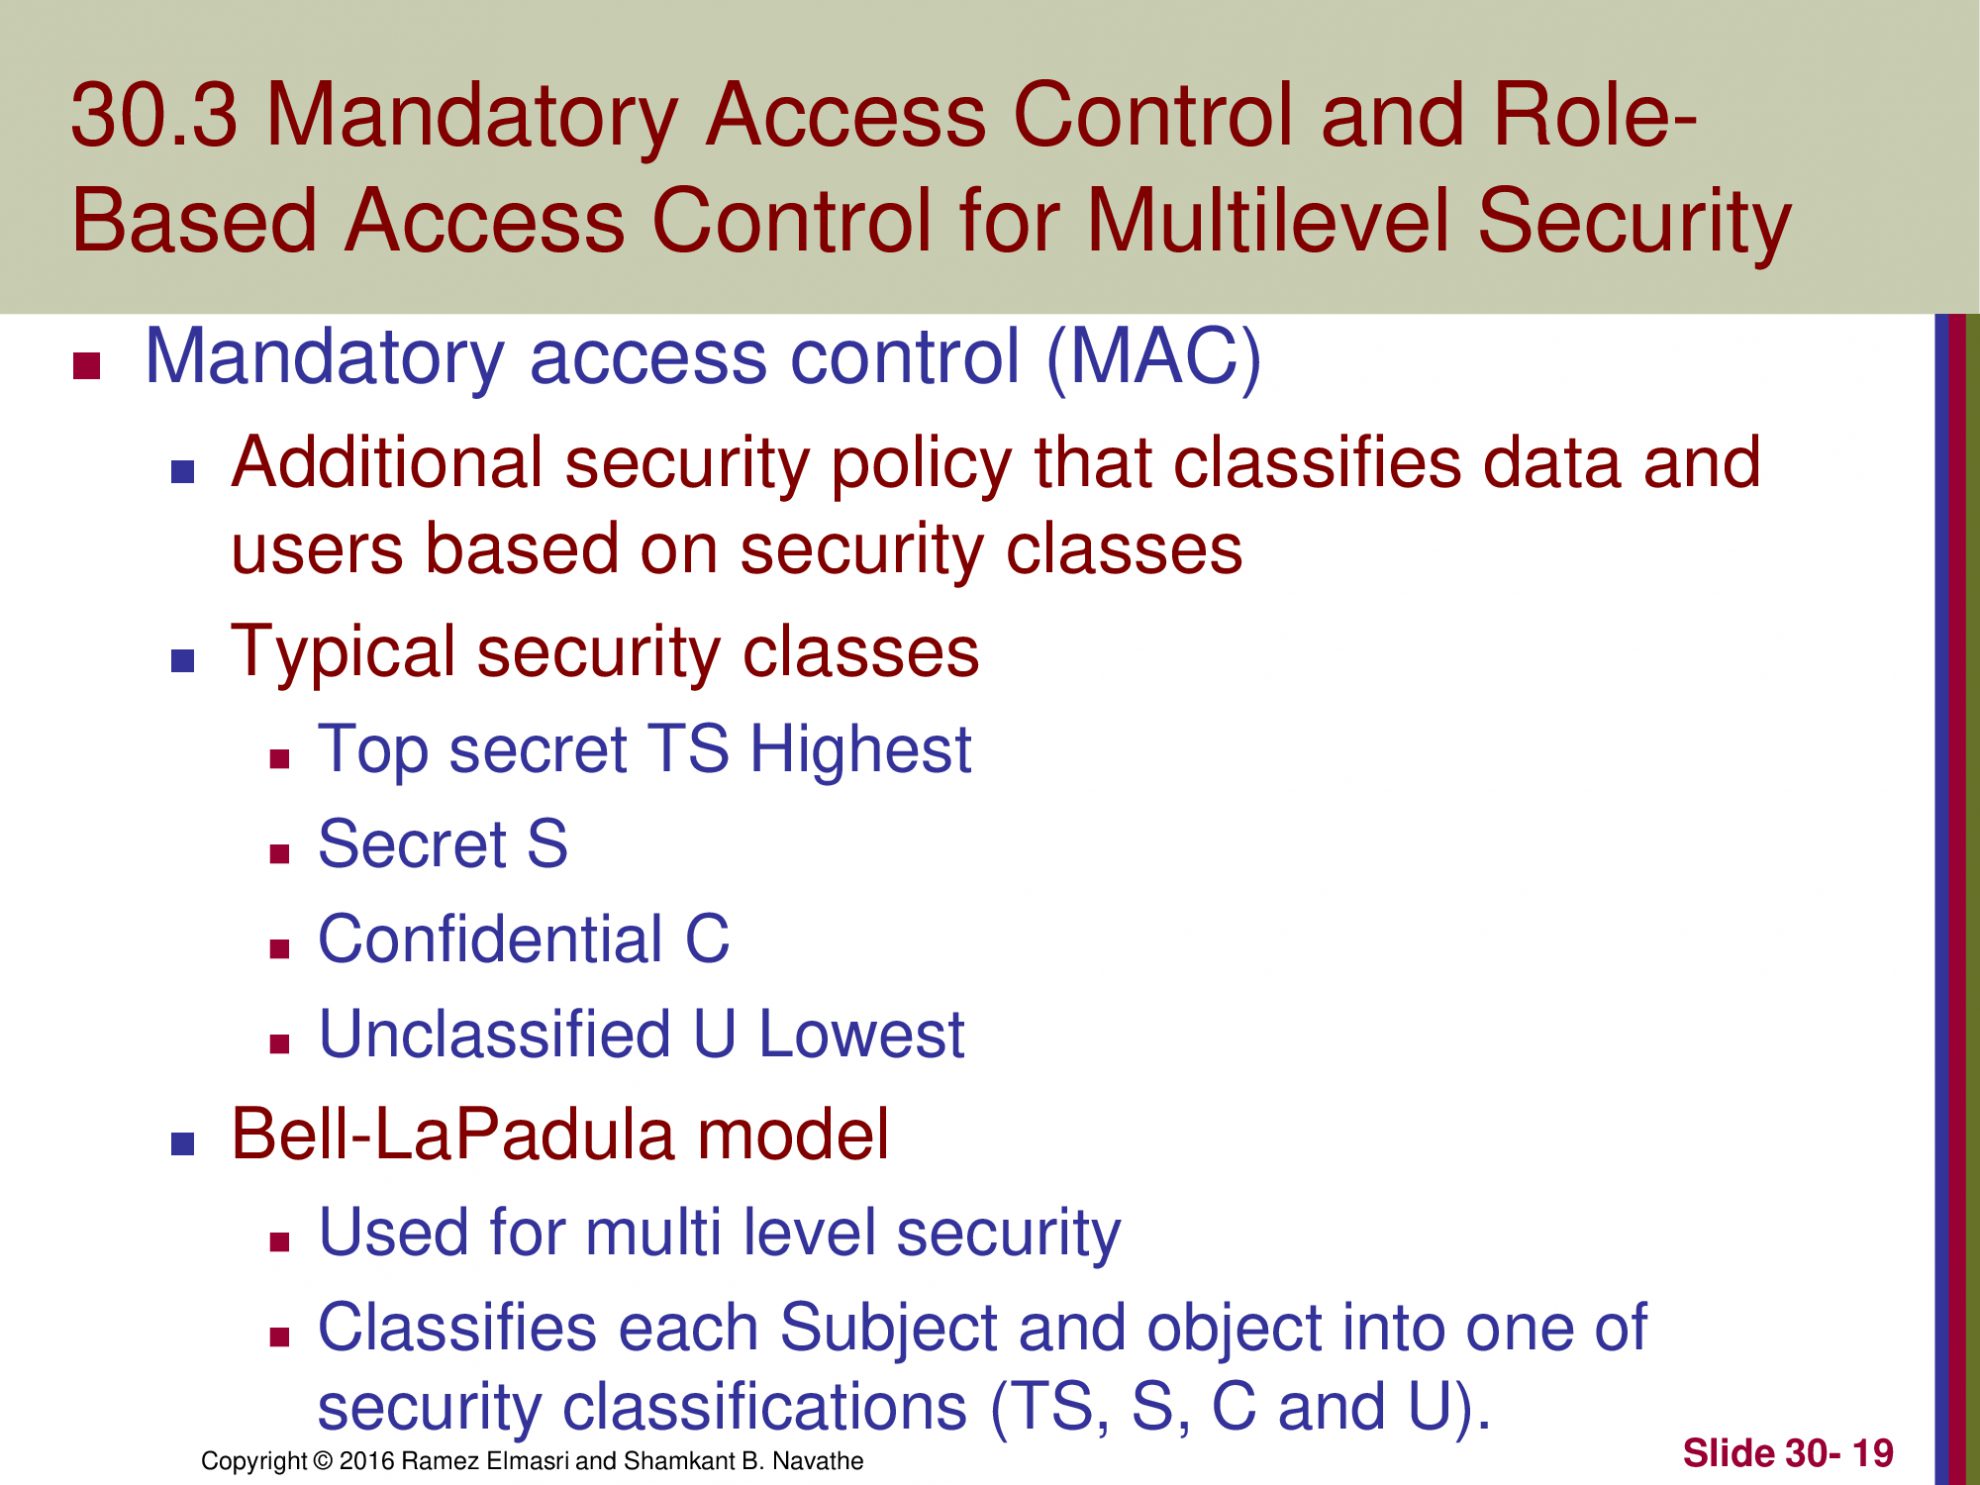 30.3 Mandatory Access Control and Role-
Based Access Control for Multilevel Security
Mandatory access control (MAC)
Additional security policy that classifies data and
users based on security classes
Typical security classes
Top secret TS Highest
Secret S
Confidential C
Unclassified U Lowest
Bell-LaPadula model
Used for multi level security
Classifies each Subject and object into one of
security classifications (TS, S, C and U).
Copyright © 2016 Ramez Elmasri and Shamkant B. Navathe
Slide 30- 19